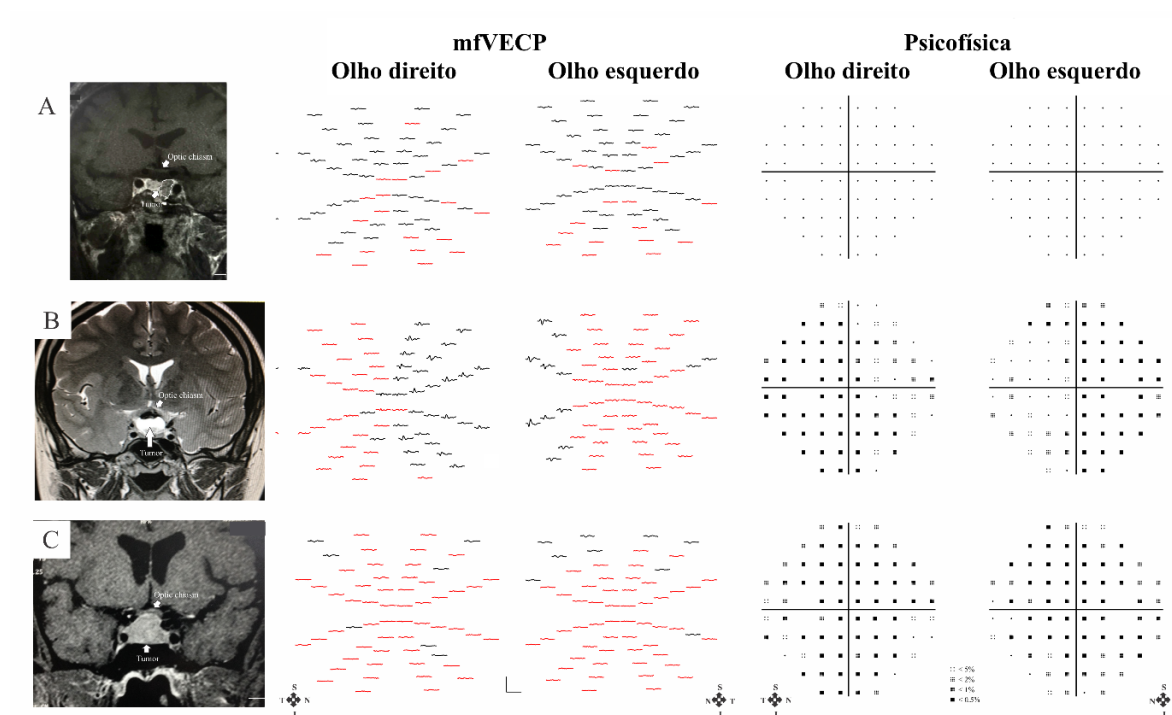 mfVECP Psicofísica
Olho direito Olho esquerdo Olho direito Olho esquerdo
A
Optic chiasm
Tumor
B
Optic chiasm
Tumor
C
Optic chiasm
Tumor
< 5%
< 2%
< 1%
< 0.5%
S
T N
S
N T
S
T N
S
N